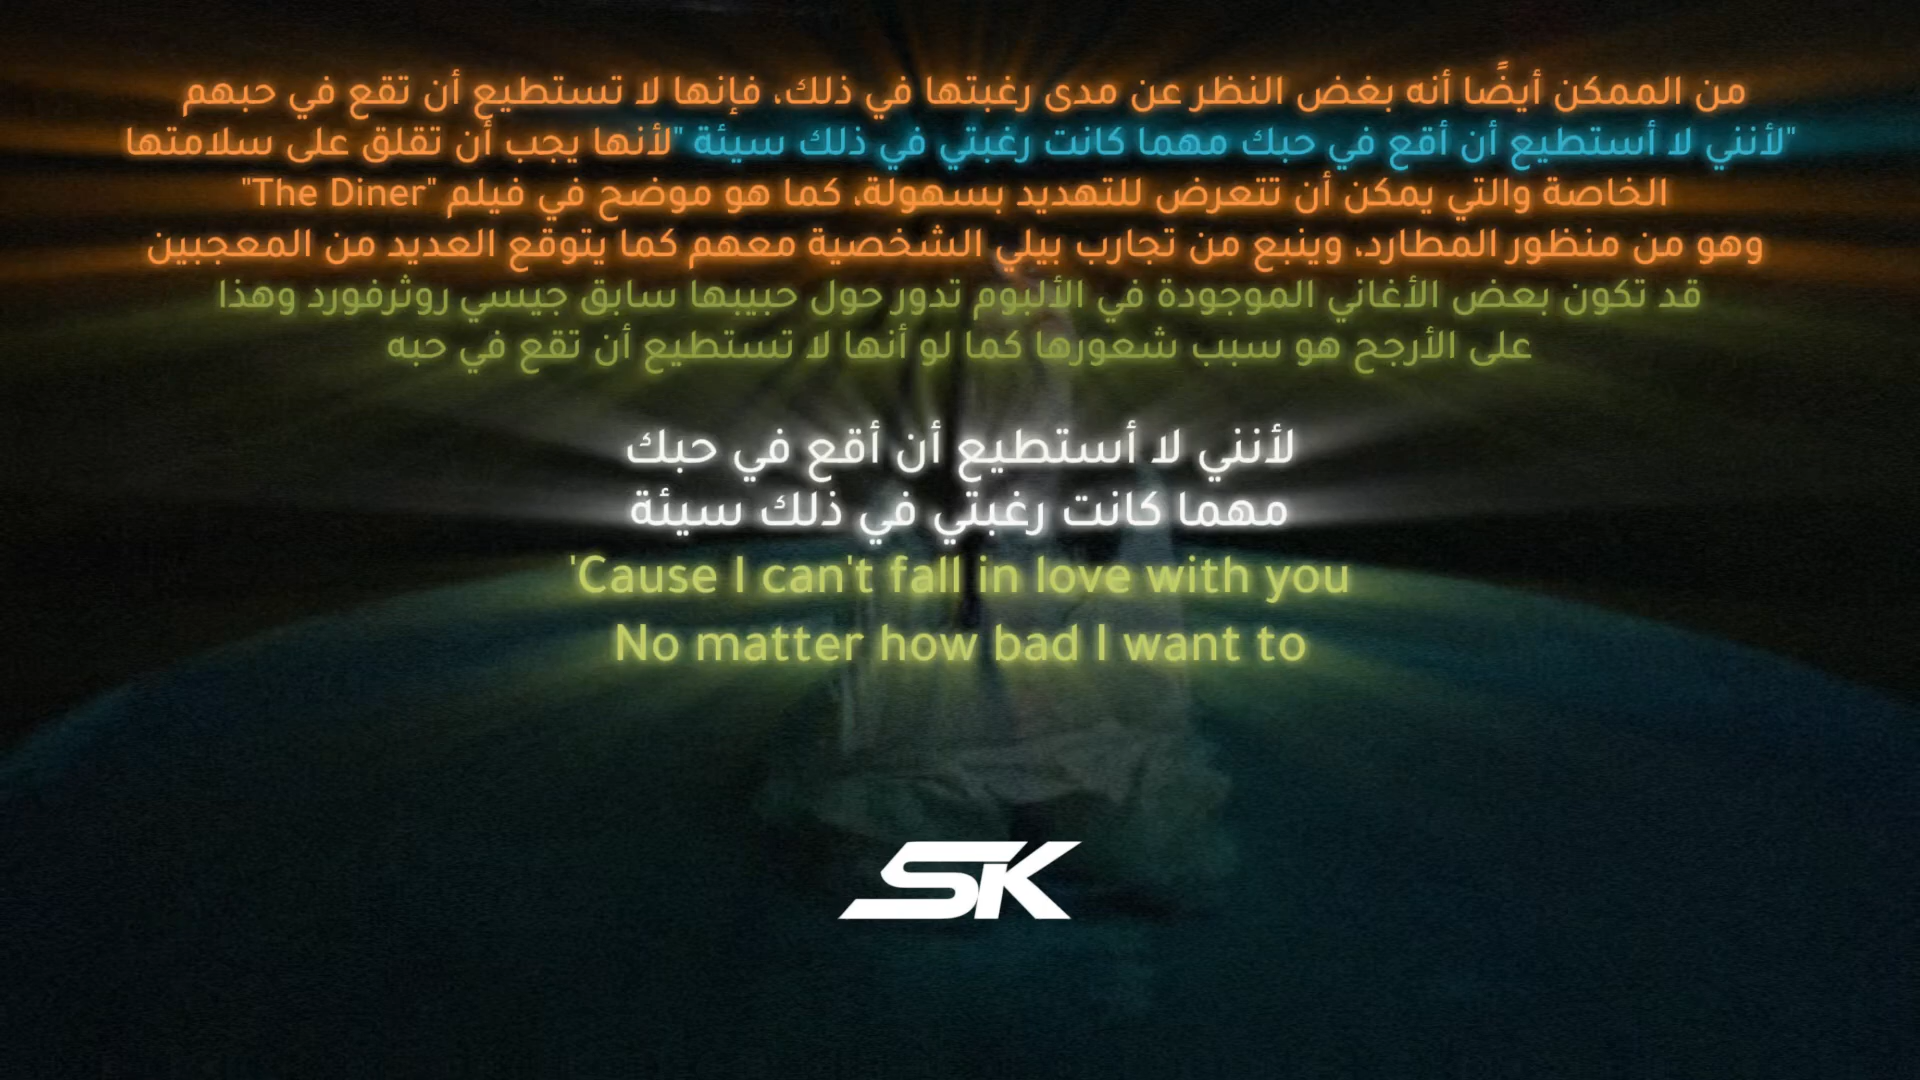 من الممكن أيضًا أنه بغض النظر عن مدى رغبتها في ذلك، فإنها لا تستطيع أن تقع في حبهم
"لأنني لا أستطيع أن أقع في حبك مهما كانت رغبتي في ذلك سيئة "لأنها يجب أن تقلق على سلامتها
الخاصة والتي يمكن أن تتعرض للتهديد بسهولة، كما هو موضح في فيلم "The Diner"
وهو من منظور المطارد، وينبع من تجارب بيلي الشخصية معهم كما يتوقع العديد من المعجبين
قد تكون بعض الأغاني الموجودة في الألبوم تدور حول حبيبها سابق جيسي روثرفورد وهذا
على الأرجح هو سبب شعورها كما لو أنها لا تستطيع أن تقع في حبه
لأنني لا أستطيع أن أقع في حبك
مهما كانت رغبتي في ذلك سيئة
'Cause I can't fall in love with you
No matter how bad I want to
SK